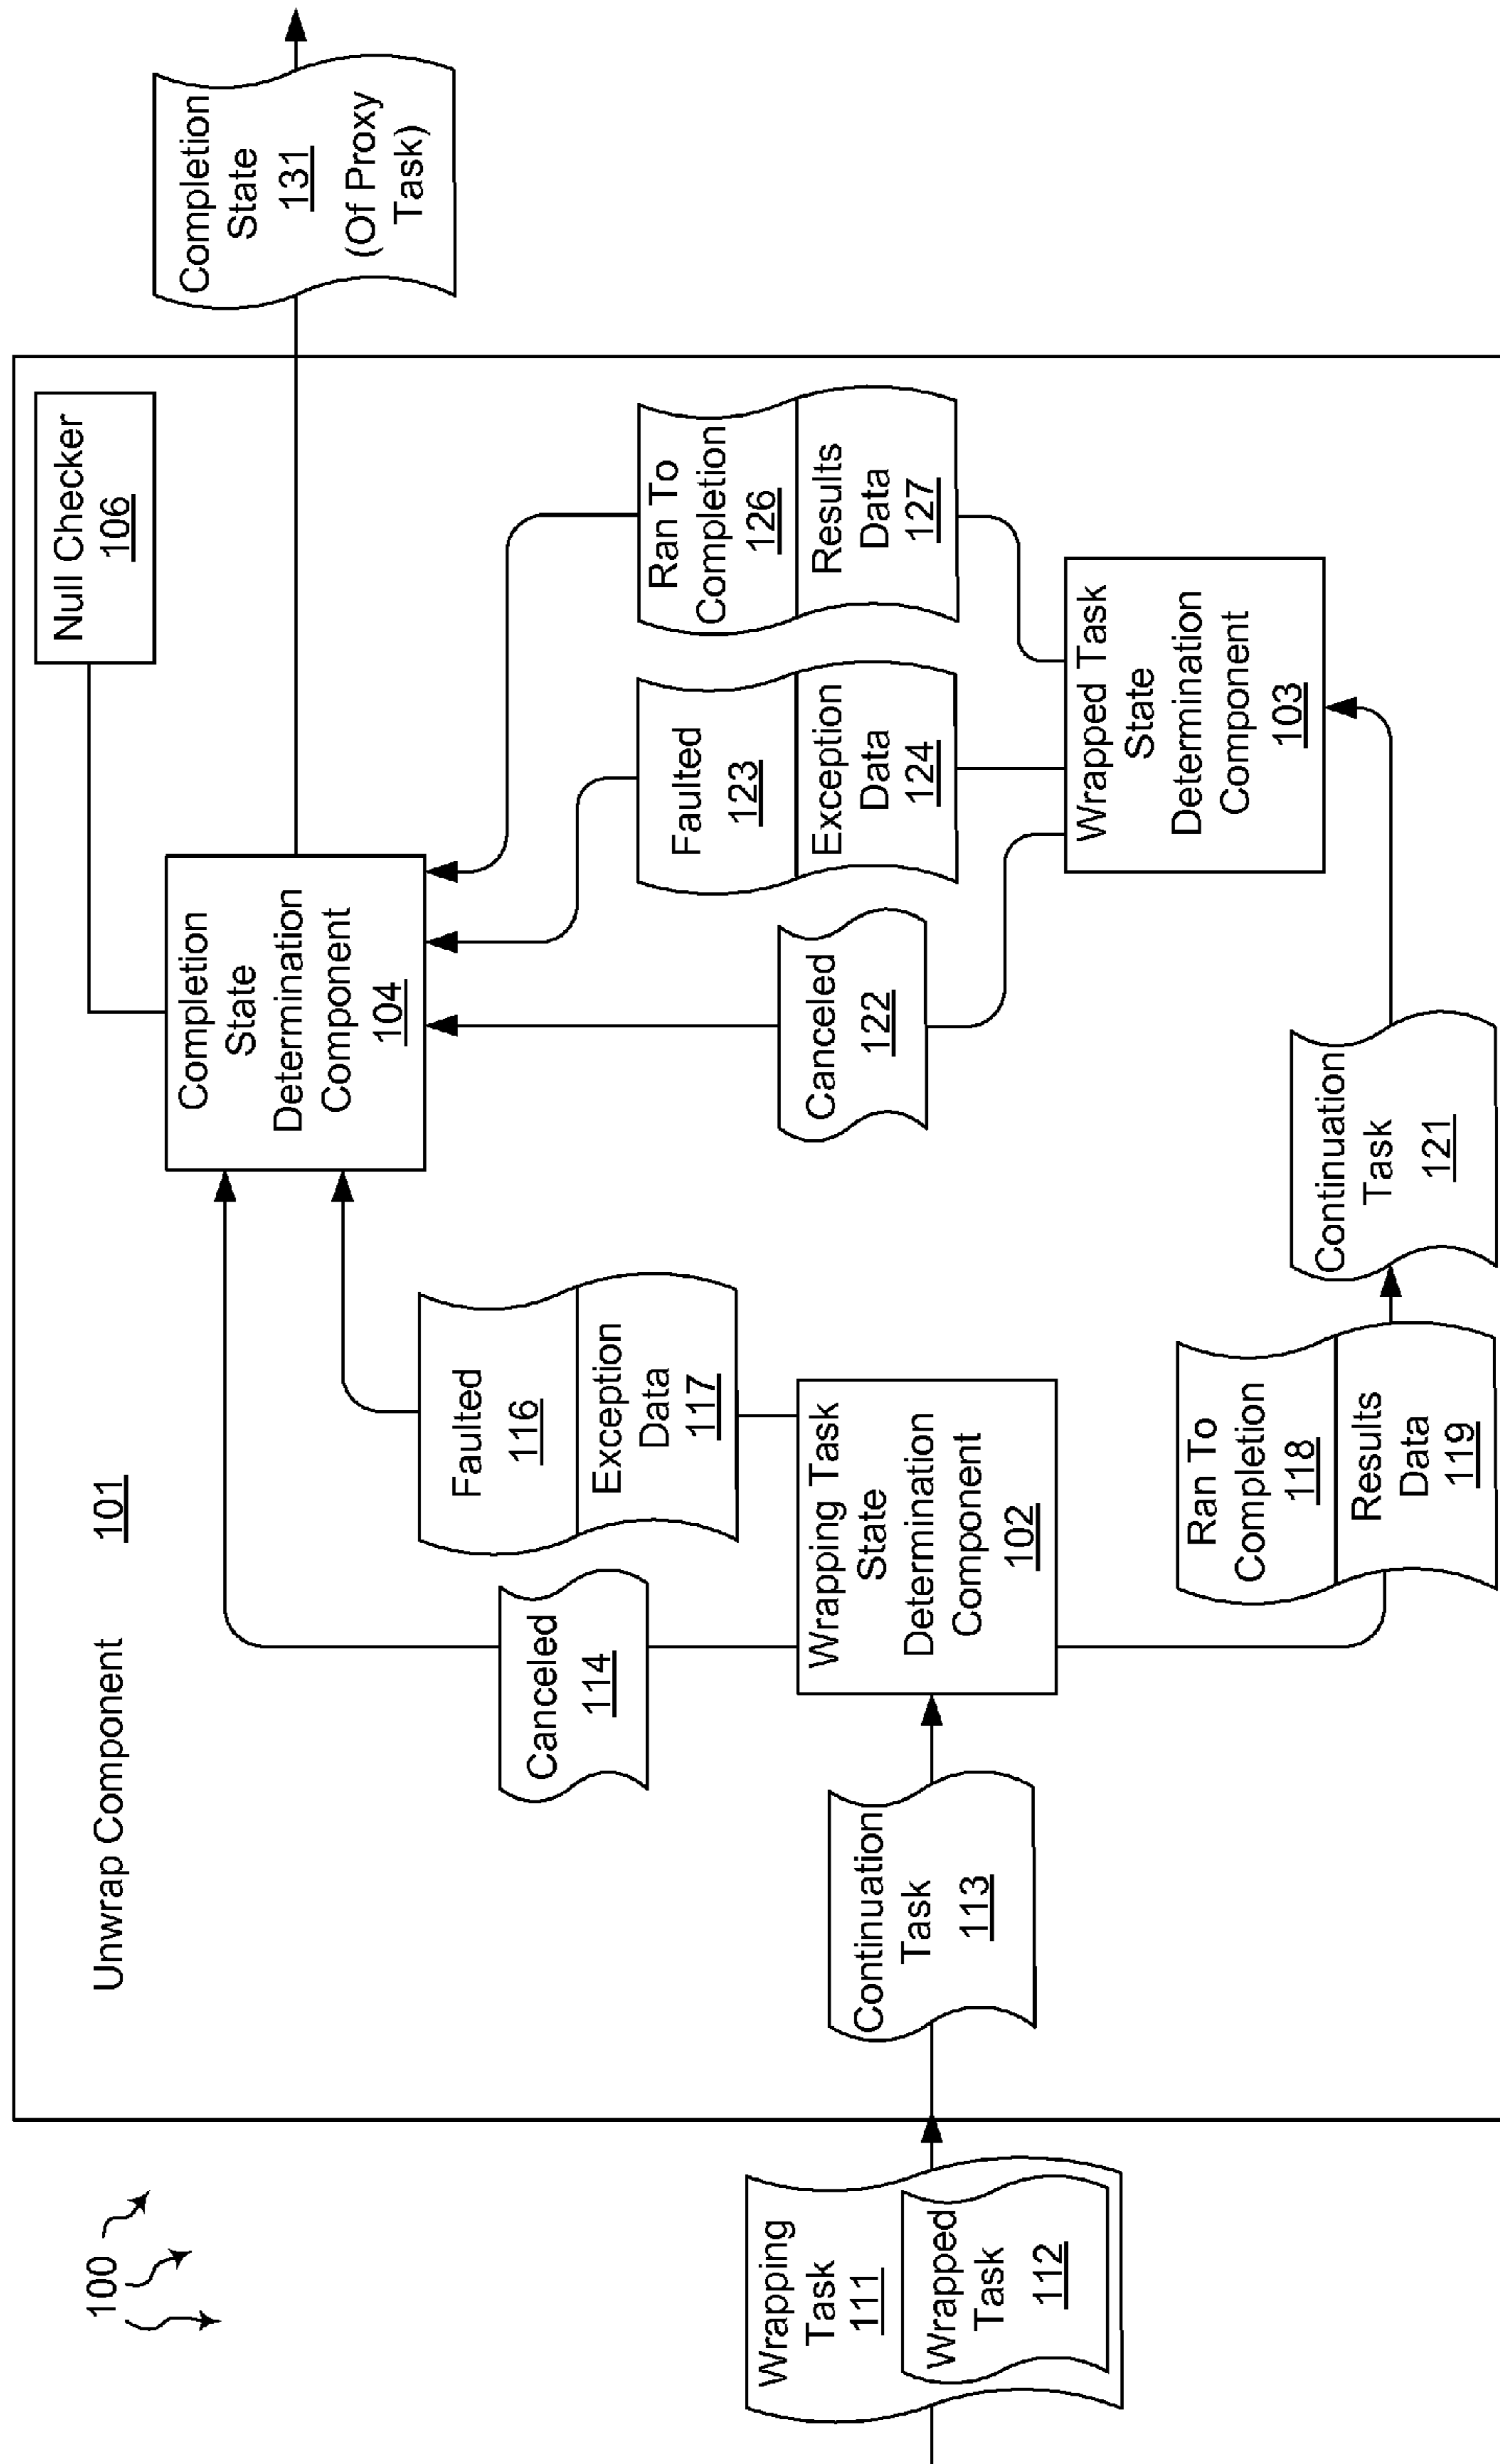 100
Unwrap Component 101
Wrapping
Task
111
Wrapped
Task
112
Continuation
Task
113
Wrapping Task
State
Determination
Component
102
Canceled
114
Faulted
116
Exception
Data
117
Ran To
Completion
118
Results
Data
119
Continuation
Task
121
Wrapped Task
State
Determination
Component
103
Canceled
122
Faulted
123
Exception
Data
124
Ran To
Completion
126
Results
Data
127
Completion
State
Determination
Component
104
Null Checker
106
Completion
State
131
(Of Proxy
Task)